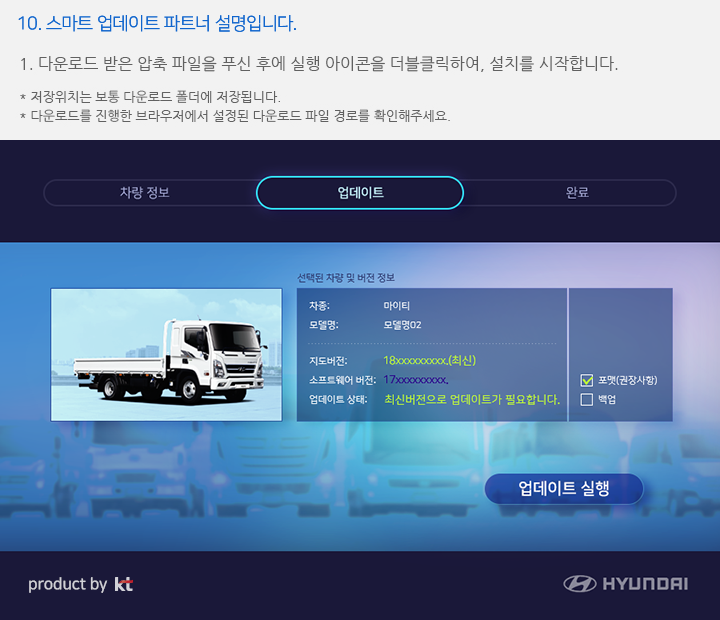 10. 스마트 업데이트 파트너 설명입니다.
1. 다운로드 받은 압축 파일을 푸신 후에 실행 아이콘을 더블클릭하여, 설치를 시작합니다.
* 저장위치는 보통 다운로드 폴더에 저장됩니다.
* 다운로드를 진행한 브라우저에서 설정된 다운로드 파일 경로를 확인해주세요.
차량 정보
업데이트
완료
선택된 차량 및 버전 정보
차종: 마이티
모델명: 모델명02
지도버전: 18xxxxxxxxx.(최신)
소프트웨어 버전: 17xxxxxxxxx.
업데이트 상태: 최신버전으로 업데이트가 필요합니다.
포맷(권장사항)
백업
업데이트 실행
product by kt
HYUNDAI